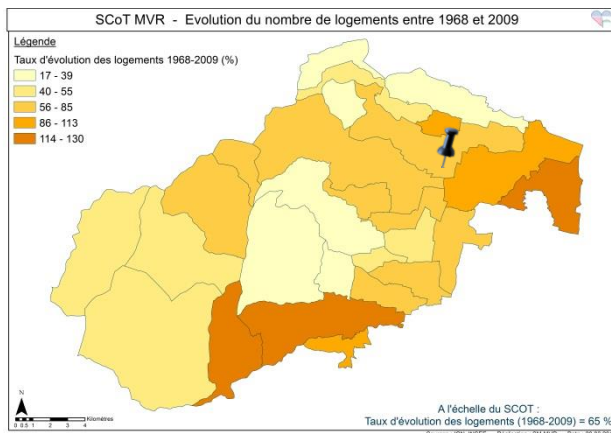 SCoT MVR - Evolution du nombre de logements entre 1968 et 2009
Légende
Taux d'évolution des logements 1968-2009 (%)
17 - 39
40 - 55
56 - 85
86 - 113
114 - 130
N
0 0,5 1 2 3 4
Kilomètres
A l'échelle du SCOT :
Taux d'évolution des logements (1968-2009) = 65 %